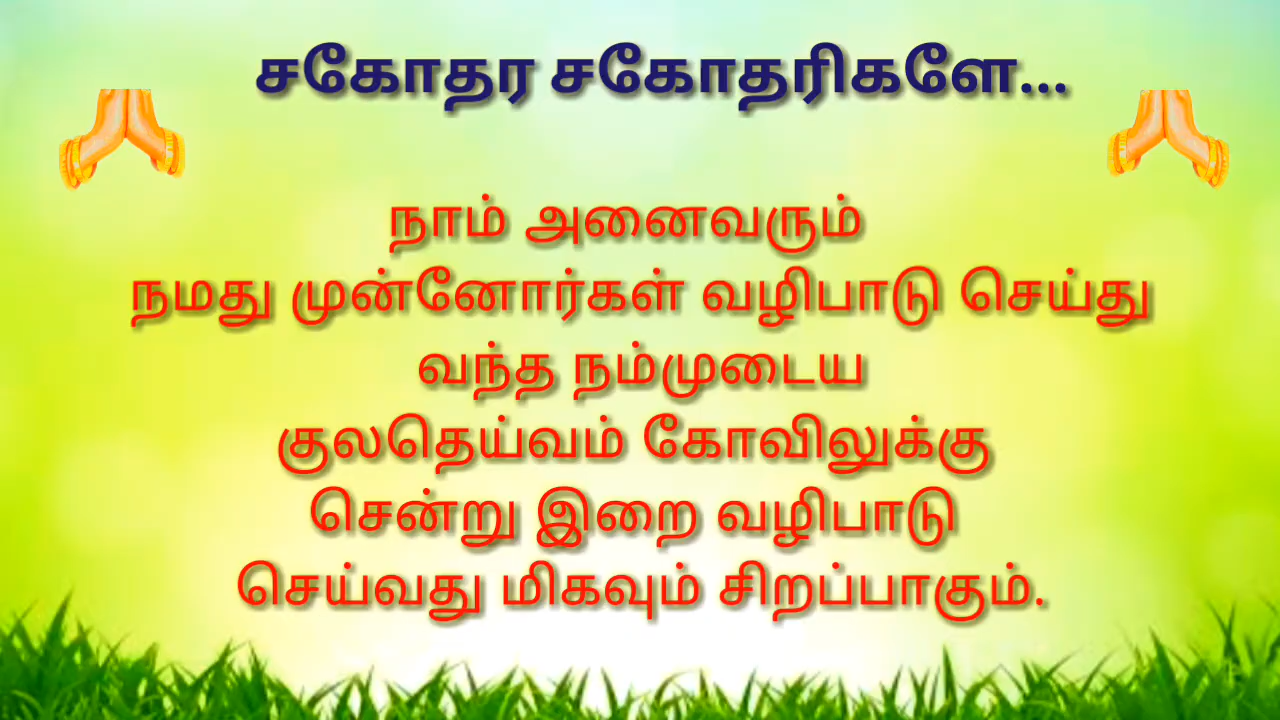 சகோதர சகோதரிகளே...
நாம் அனைவரும்
நமது முன்னோர்கள் வழிபாடு செய்து
வந்த நம்முடைய
குலதெய்வம் கோவிலுக்கு
சென்று இறை வழிபாடு
செய்வது மிகவும் சிறப்பாகும்.